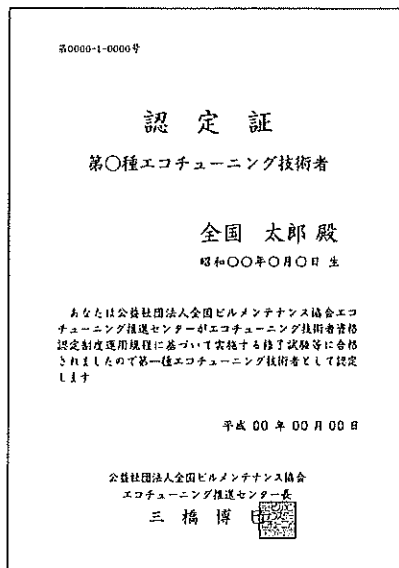 第0000-1-0000号
認定証
第〇種エコチューニング技術者
全国 太郎 殿
昭和〇〇年〇月〇日 生
あなたは公益社団法人全国ビルメンテナンス協会エコ
チューニング推進センターがエコチューニング技術者資格
認定制度運用規程に基づいて実施する修了試験等に合格
されましたので第一種エコチューニング技術者として認定
します
平成 00 年 00 月 00 日
公益社団法人全国ビルメンテナンス協会
エコチューニング推進センター長
三橋博